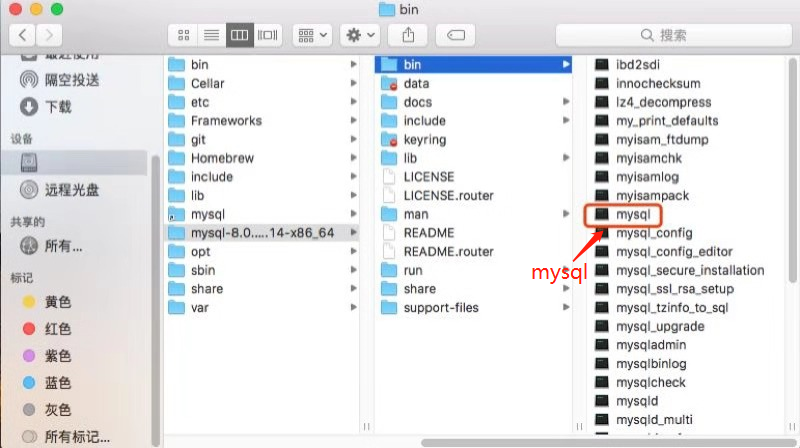 bin
搜索
隔空投送
下载
设备
远程光盘
共享的
所有...
标记
黄色
红色
紫色
蓝色
灰色
所有标记...
bin
Cellar
etc
Frameworks
git
Homebrew
include
lib
mysql
mysql-8.0.....14-x86_64
opt
sbin
share
var
bin
data
docs
include
keyring
lib
LICENSE
LICENSE.router
man
README
README.router
run
share
support-files
ibd2sdi
innochecksum
lz4_decompress
my_print_defaults
myisam_ftdump
myisamchk
myisamlog
myisampack
mysql
mysql_config
mysql_config_editor
mysql_secure_installation
mysql_ssl_rsa_setup
mysql_tzinfo_to_sql
mysql_upgrade
mysqladmin
mysqlbinlog
mysqlcheck
mysqld
mysqld_multi
mysql